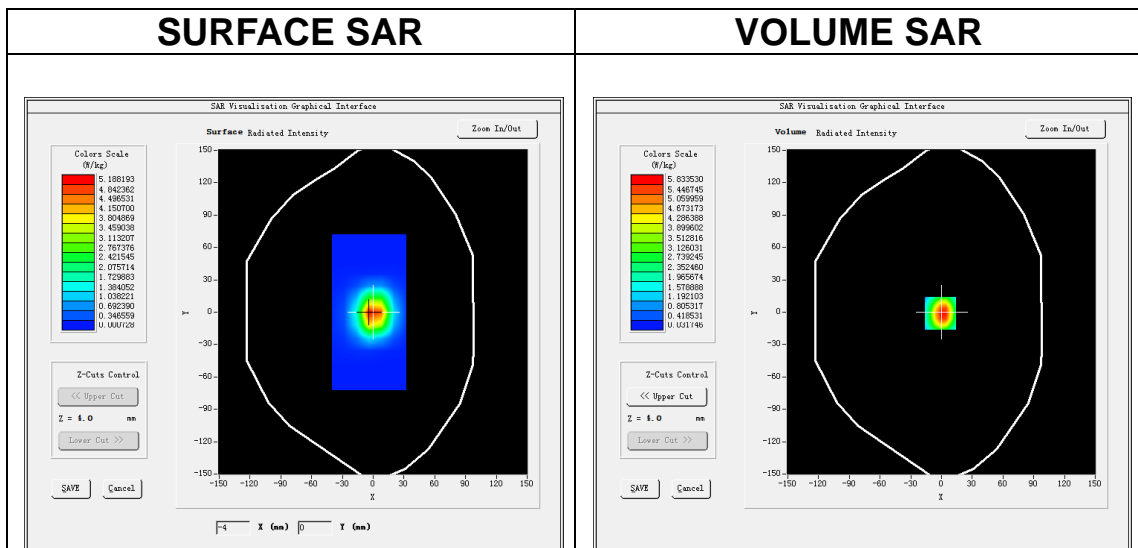 SURFACE SAR
VOLUME SAR
SAR Visualisation Graphical Interface
Surface Radiated Intensity
Zoom In/Out
Colors Scale
(W/kg)
5.188193
4.842362
4.496531
4.150700
3.804869
3.459038
3.113207
2.767376
2.421545
2.075714
1.729883
1.384052
1.038221
0.692390
0.346559
0.000728
150
120
90
60
30
0
-30
-60
-90
-120
-150
Y
-150 -120 -90 -60 -30 0 30 60 90 120 150
X
Z-Cuts Control
<< Upper Cut
Z = 4.0 mm
Lower Cut >>
SAVE Cancel
-4 X (mm) 0 Y (mm)
SAR Visualisation Graphical Interface
Volume Radiated Intensity
Zoom In/Out
Colors Scale
(W/kg)
5.833530
5.446745
5.059959
4.673173
4.286388
3.899602
3.512816
3.126031
2.739245
2.352460
1.965674
1.578888
1.192103
0.805317
0.418531
0.031746
150
120
90
60
30
0
-30
-60
-90
-120
-150
Y
-150 -120 -90 -60 -30 0 30 60 90 120 150
X
Z-Cuts Control
<< Upper Cut
Z = 4.0 mm
Lower Cut >>
SAVE Cancel